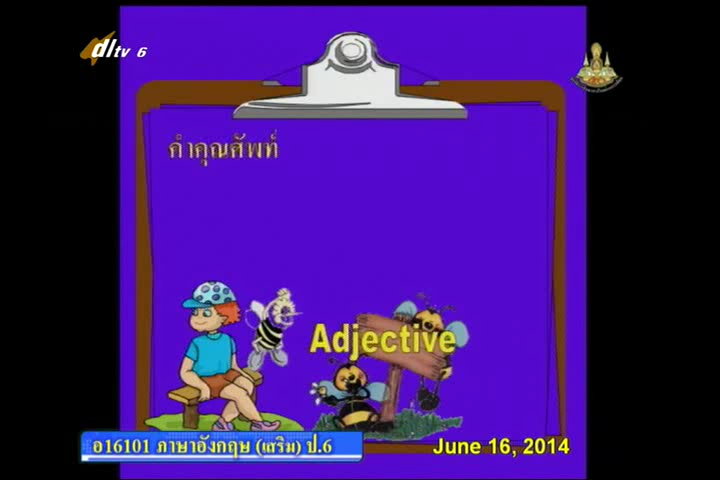 dltv 6
คำคุณศัพท์
Adjective
อ16101 ภาษาอังกฤษ (เสริม) ป.6
June 16, 2014